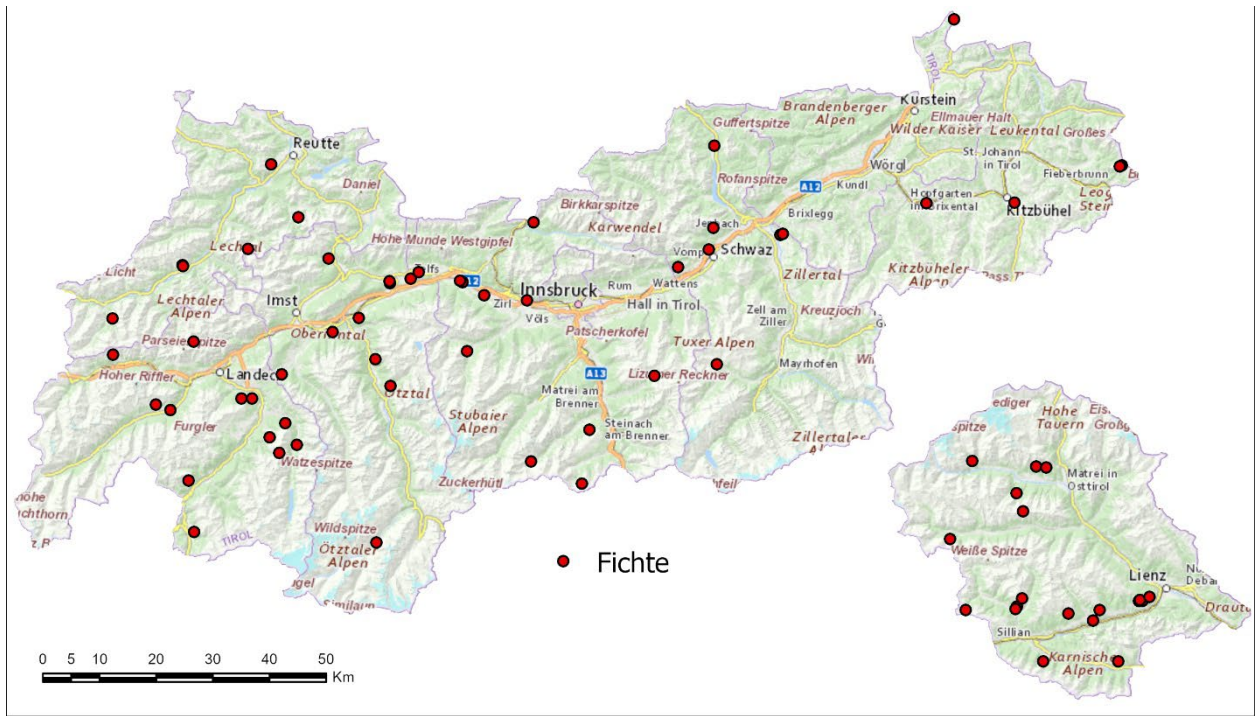 TIROL
Kufstein
Brandenberger
Alpen
Guffertspitze
Ellmauer Halt
Wilder Kaiser
Leukental
Großes
Reutte
St. Johann
in Tirol
Wörgl
Fieberbrunn
Daniel
Rofanspitze
A12
Kundl
Hopfgarten
im Brixental
Kitzbühel
Birkkarspitze
Karwendel
Jenbach
Brixlegg
Lechtal
Hohe Munde Westgipfel
Vomp
Schwaz
Licht
Telfs
Zillertal
Kitzbüheler
Alpen
Lechtaler
Alpen
Imst
Innsbruck
Rum
Wattens
Zirl
Hall in Tirol
Völs
Zell am
Ziller
Kreuzjoch
Parseierspitze
Oberinntal
Patscherkofel
Tuxer Alpen
Hoher Riffler
Landeck
A13
Lizumer Reckner
Mayrhofen
Ötztal
Matrei am
Brenner
Furgler
Stubaier
Alpen
Steinach
am Brenner
Zillertaler
Hohe
Tauern
Watzespitze
Zuckerhütl
Matrei in
Osttirol
TIROL
Wildspitze
Ötztaler
Alpen
Weiße Spitze
Fichte
Similaun
Lienz
Sillian
Karnische
Alpen
0 5 10 20 30 40 50
Km